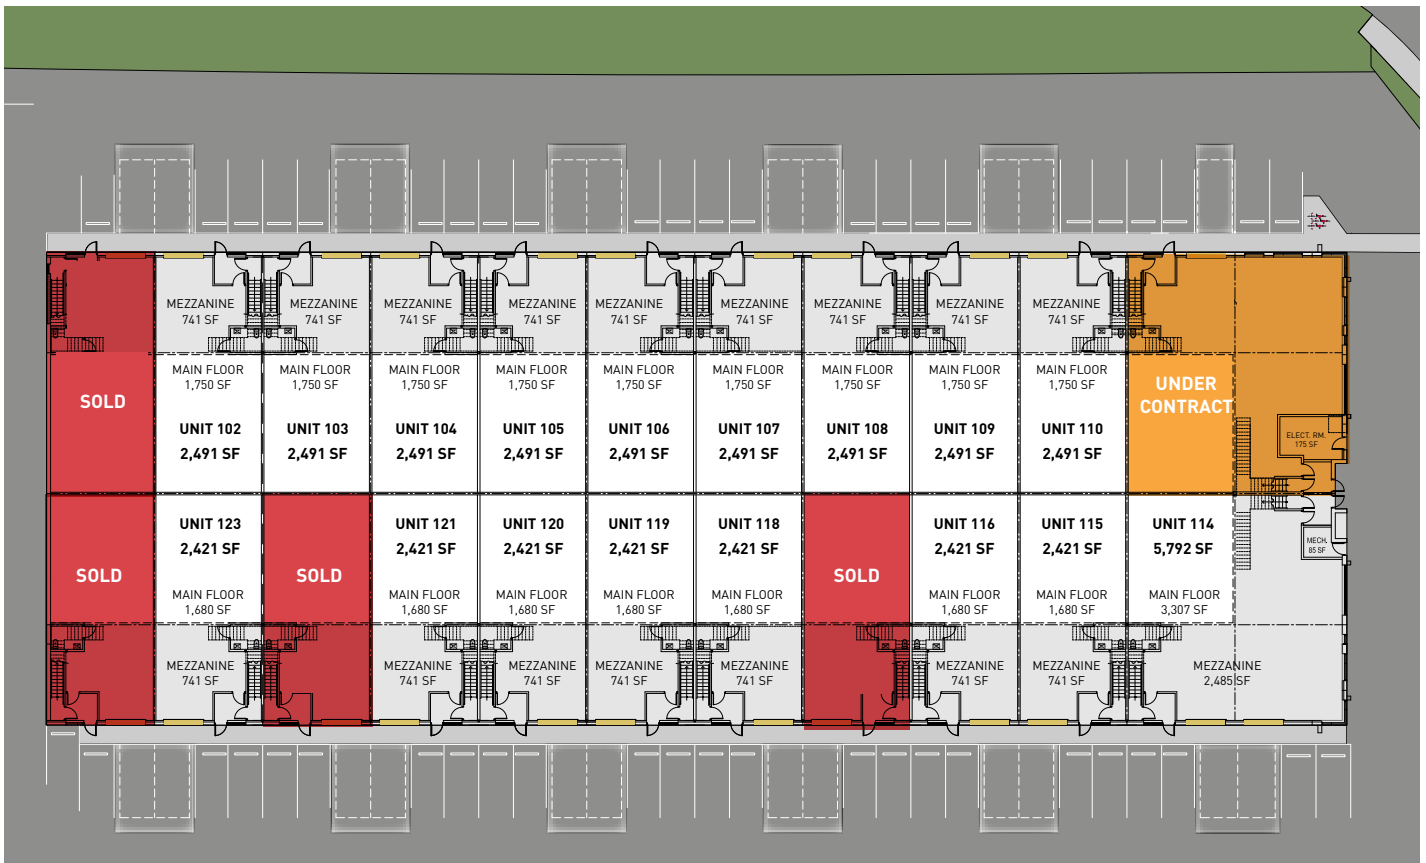 MEZZANINE
741 SF
MEZZANINE
741 SF
MEZZANINE
741 SF
MEZZANINE
741 SF
MEZZANINE
741 SF
MEZZANINE
741 SF
MEZZANINE
741 SF
MEZZANINE
741 SF
MEZZANINE
741 SF
SOLD
MAIN FLOOR
1,750 SF
UNIT 102
2,491 SF
MAIN FLOOR
1,750 SF
UNIT 103
2,491 SF
MAIN FLOOR
1,750 SF
UNIT 104
2,491 SF
MAIN FLOOR
1,750 SF
UNIT 105
2,491 SF
MAIN FLOOR
1,750 SF
UNIT 106
2,491 SF
MAIN FLOOR
1,750 SF
UNIT 107
2,491 SF
MAIN FLOOR
1,750 SF
UNIT 108
2,491 SF
MAIN FLOOR
1,750 SF
UNIT 109
2,491 SF
MAIN FLOOR
1,750 SF
UNIT 110
2,491 SF
UNDER
CONTRACT
ELECT. RM.
175 SF
SOLD
UNIT 123
2,421 SF
MAIN FLOOR
1,680 SF
SOLD
UNIT 121
2,421 SF
MAIN FLOOR
1,680 SF
UNIT 120
2,421 SF
MAIN FLOOR
1,680 SF
UNIT 119
2,421 SF
MAIN FLOOR
1,680 SF
UNIT 118
2,421 SF
MAIN FLOOR
1,680 SF
SOLD
UNIT 116
2,421 SF
MAIN FLOOR
1,680 SF
UNIT 115
2,421 SF
MAIN FLOOR
1,680 SF
UNIT 114
5,792 SF
MAIN FLOOR
3,307 SF
MECH.
85 SF
MEZZANINE
741 SF
MEZZANINE
741 SF
MEZZANINE
741 SF
MEZZANINE
741 SF
MEZZANINE
741 SF
MEZZANINE
741 SF
MEZZANINE
741 SF
MEZZANINE
2,485 SF